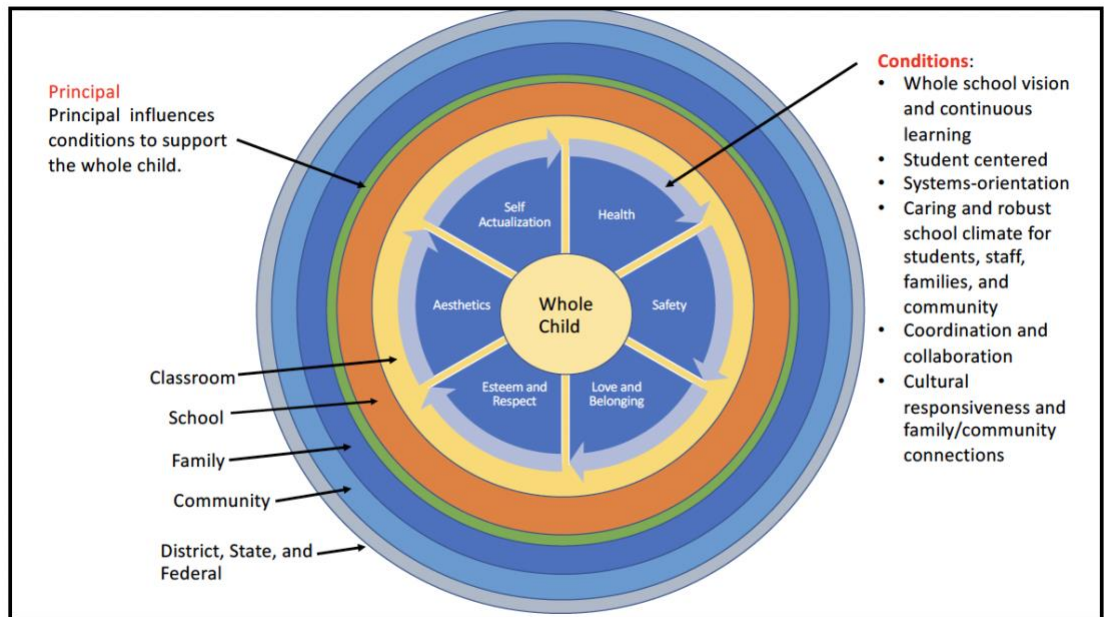 Principal
Principal influences
conditions to support
the whole child.
Classroom
School
Family
Community
District, State, and
Federal
Self
Actualization
Health
Aesthetics
Whole
Child
Safety
Esteem and
Respect
Love and
Belonging
Conditions:
• Whole school vision
and continuous
learning
• Student centered
• Systems-orientation
• Caring and robust
school climate for
students, staff,
families, and
community
• Coordination and
collaboration
• Cultural
responsiveness and
family/community
connections